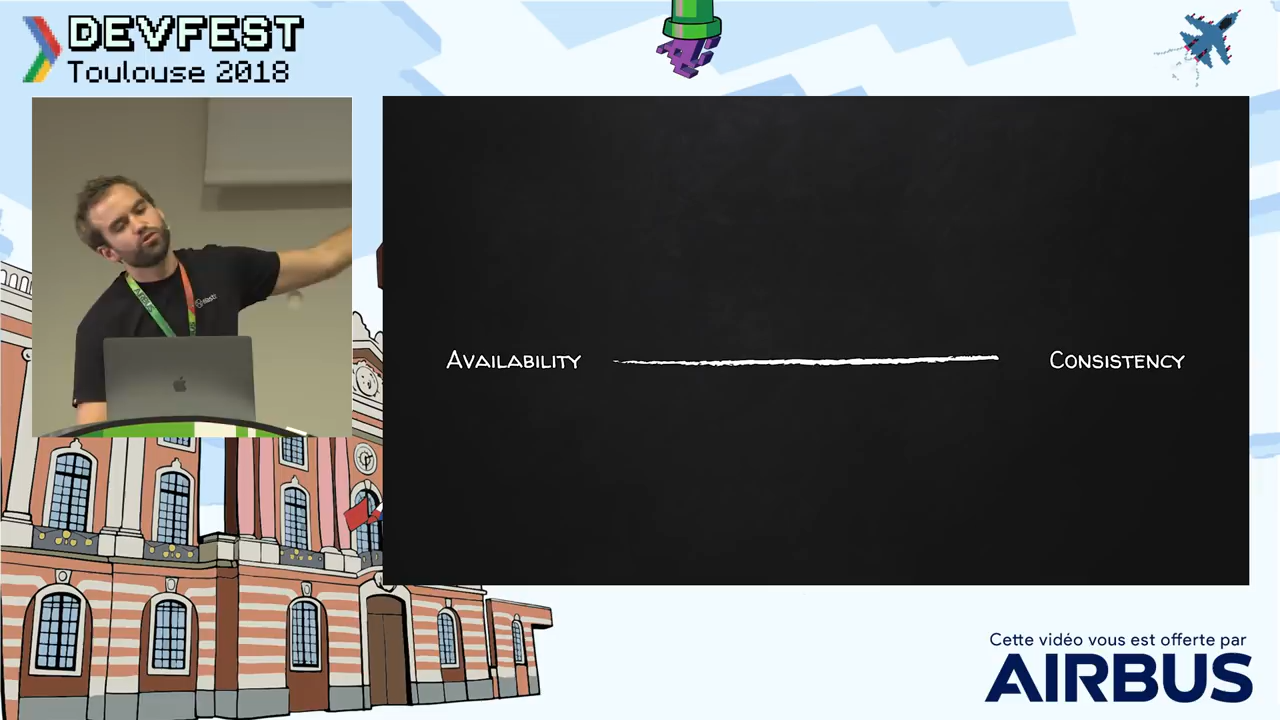 DEVFEST
Toulouse 2018
AVAILABILITY
CONSISTENCY
Cette vidéo vous est offerte par
AIRBUS